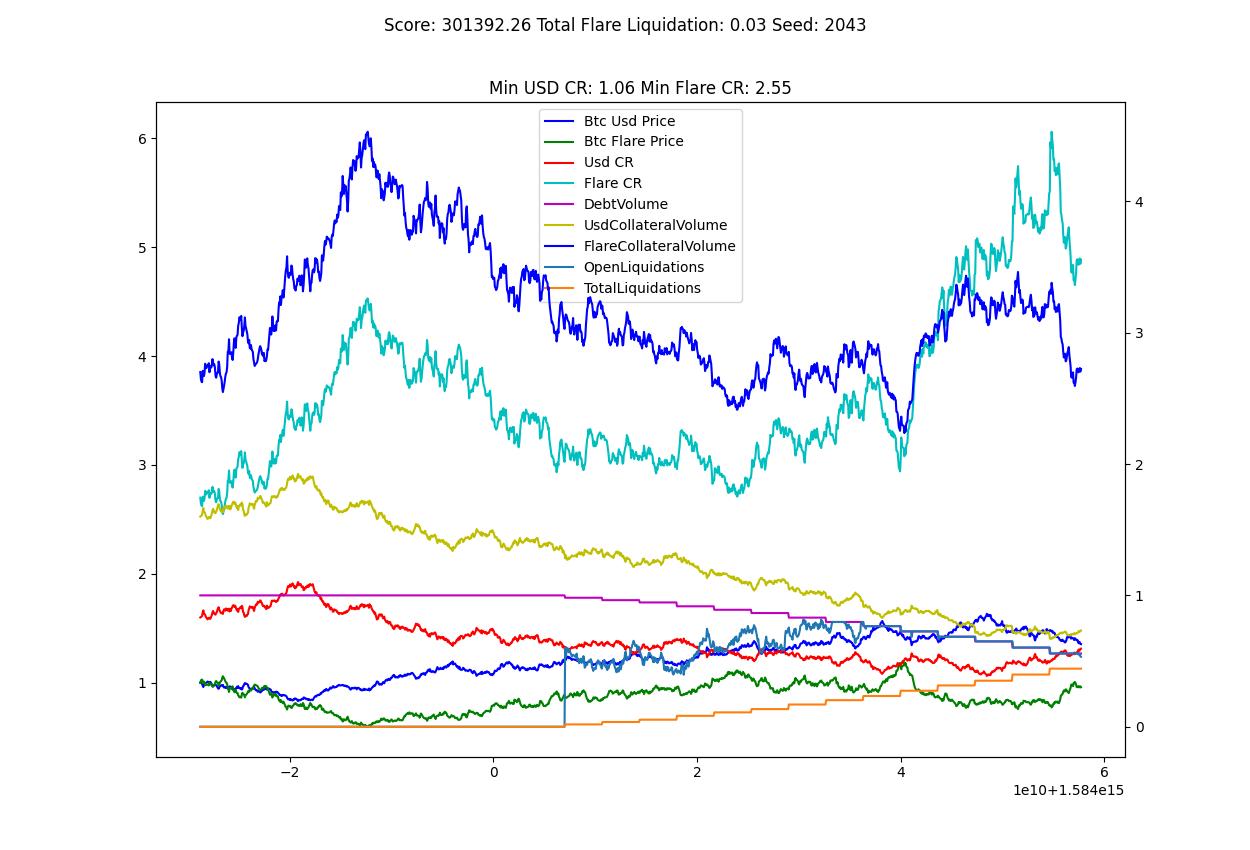 Score: 301392.26 Total Flare Liquidation: 0.03 Seed: 2043
Min USD CR: 1.06 Min Flare CR: 2.55
Btc Usd Price
Btc Flare Price
Usd CR
Flare CR
DebtVolume
UsdCollateralVolume
FlareCollateralVolume
OpenLiquidations
TotalLiquidations
6
5
4
3
2
1
4
3
2
1
0
−2
0
2
4
6
1e10+1.584e15